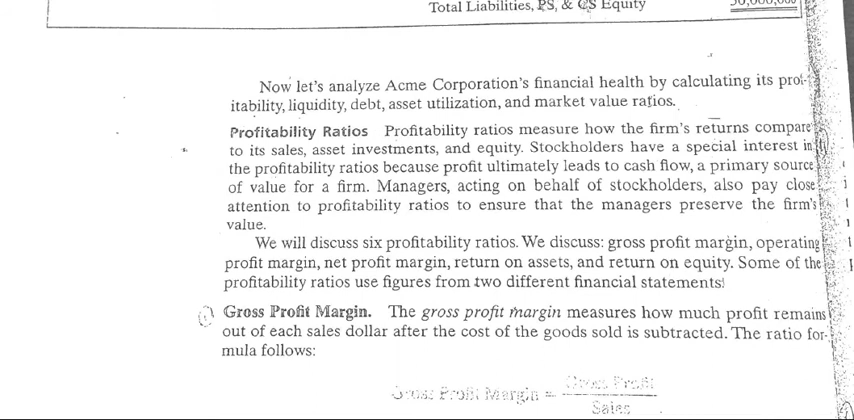 Total Liabilities, PS, & CS Equity 50,000,000
Now let's analyze Acme Corporation's financial health by calculating its prof-
itability, liquidity, debt, asset utilization, and market value ratios.
Profitability Ratios Profitability ratios measure how the firm's returns compare
to its sales, asset investments, and equity. Stockholders have a special interest in
the profitability ratios because profit ultimately leads to cash flow, a primary source
of value for a firm. Managers, acting on behalf of stockholders, also pay close
attention to profitability ratios to ensure that the managers preserve the firm's
value.
We will discuss six profitability ratios. We discuss: gross profit margin, operating
profit margin, net profit margin, return on assets, and return on equity. Some of the
profitability ratios use figures from two different financial statements.
Gross Profit Margin. The gross profit margin measures how much profit remains
out of each sales dollar after the cost of the goods sold is subtracted. The ratio for-
mula follows:
Gross Profit Margin = Gross Profit
Sales